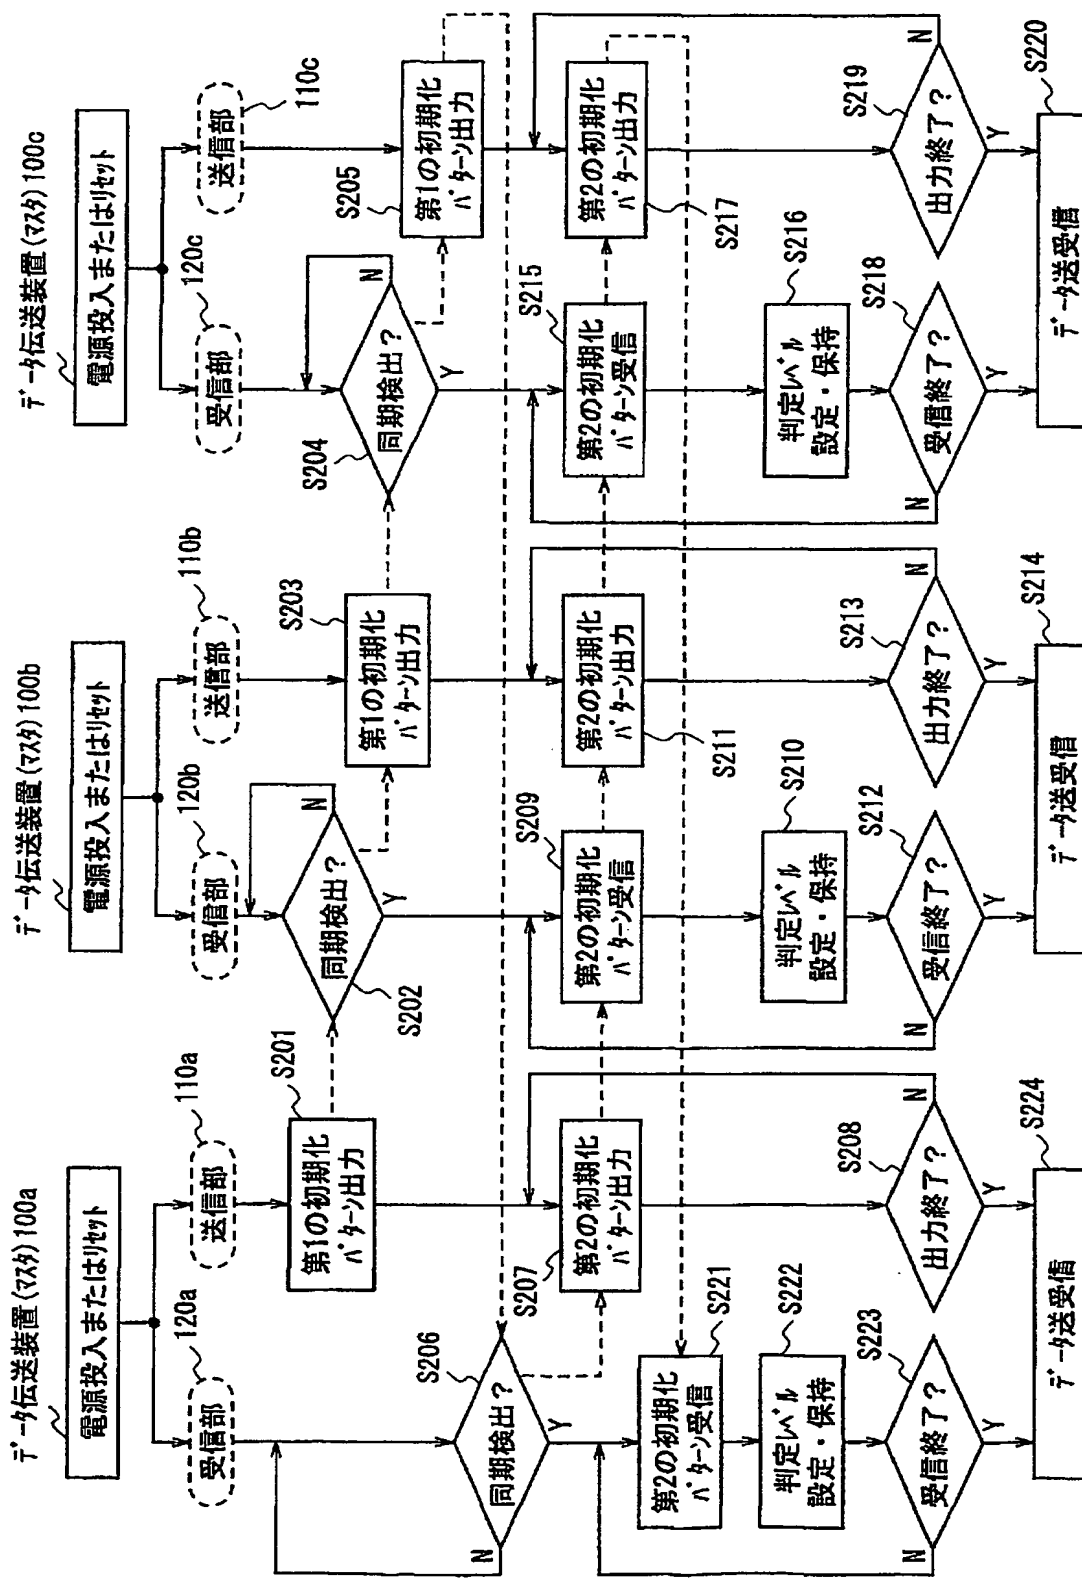 データ伝送装置(マスタ)100a
電源投入またはリセット
120a
受信部
110a
送信部
S201
第1の初期化
パターン出力
S206
同期検出?
N
Y
S207
第2の初期化
パターン出力
S221
第2の初期化
パターン受信
S222
判定レベル
設定・保持
S223
受信終了?
N
Y
S208
出力終了?
N
Y
S224
データ送受信
データ伝送装置(マスタ)100b
電源投入またはリセット
120b
受信部
110b
送信部
S202
同期検出?
N
Y
S203
第1の初期化
パターン出力
S209
第2の初期化
パターン受信
S211
第2の初期化
パターン出力
S210
判定レベル
設定・保持
S212
受信終了?
N
Y
S213
出力終了?
N
Y
S214
データ送受信
データ伝送装置(マスタ)100c
電源投入またはリセット
120c
受信部
110c
送信部
S204
同期検出?
N
Y
S205
第1の初期化
パターン出力
S215
第2の初期化
パターン受信
S217
第2の初期化
パターン出力
S216
判定レベル
設定・保持
S218
受信終了?
N
Y
S219
出力終了?
N
Y
S220
データ送受信